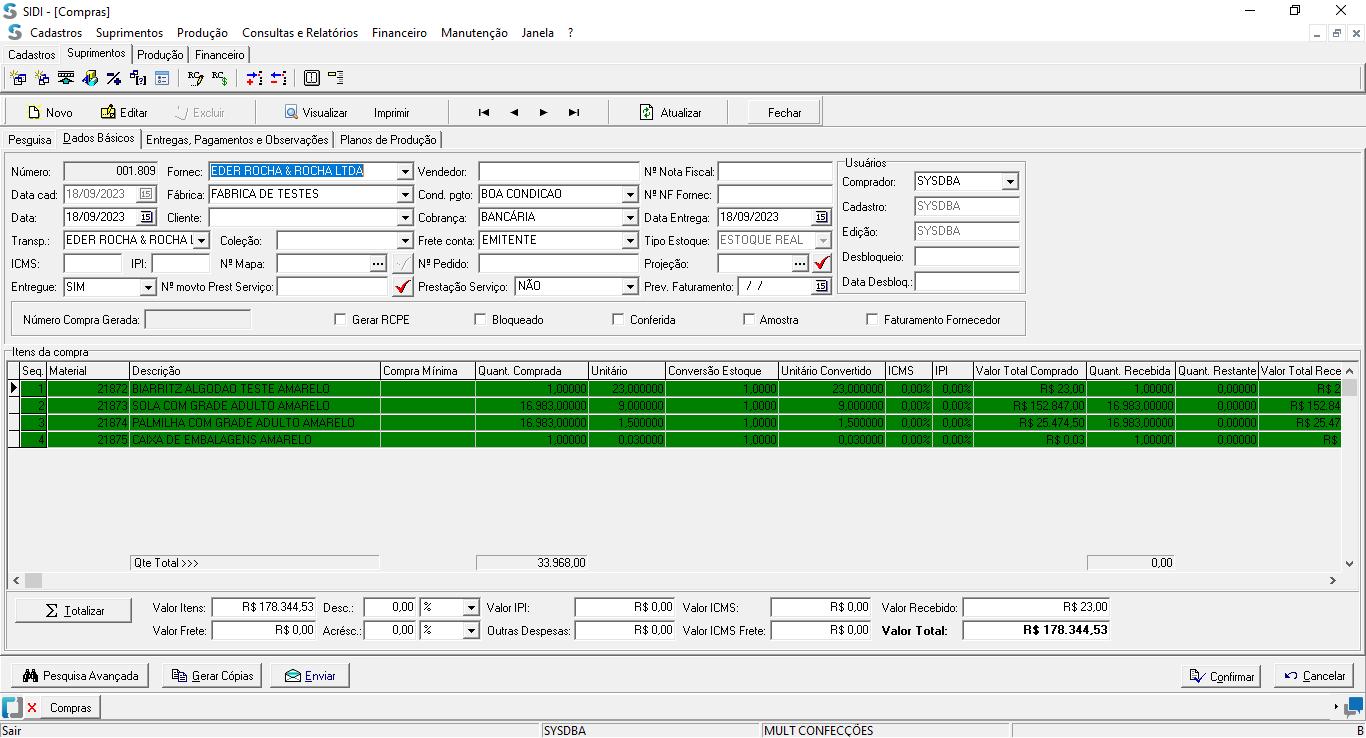 SIDI - [Compras]
Cadastros Suprimentos Produção Consultas e Relatórios Financeiro Manutenção Janela ?
Cadastros Suprimentos Produção Financeiro
Novo Editar Excluir Visualizar Imprimir Atualizar Fechar
Pesquisa Dados Básicos Entregas, Pagamentos e Observações Planos de Produção
Número: 001.809 Fornec: EDER ROCHA & ROCHA LTDA Vendedor: Nº Nota Fiscal: Usuários
Comprador: SYSDBA
Data cad: 18/09/2023 15 Fábrica: FABRICA DE TESTES Cond. pgto: BOA CONDICAO Nº NF Fornec:
Cadastro: SYSDBA
Data: 18/09/2023 15 Cliente: Cobrança: BANCÁRIA Data Entrega: 18/09/2023 15
Edição: SYSDBA
Transp.: EDER ROCHA & ROCHA L Coleção: Frete conta: EMITENTE Tipo Estoque: ESTOQUE REAL
Desbloqueio:
ICMS: IPI: Nº Mapa: ... Nº Pedido: Projeção: ...
Data Desbloq.:
Entregue: SIM Nº movto Prest Serviço: Prestação Serviço: NÃO Prev. Faturamento: / / 15
Número Compra Gerada: Gerar RCPE Bloqueado Conferida Amostra Faturamento Fornecedor
Itens da compra
Seq. Material Descrição Compra Mínima Quant. Comprada Unitário Conversão Estoque Unitário Convertido ICMS IPI Valor Total Comprado Quant. Recebida Quant. Restante Valor Total Rece
1 21872 BIARRITZ ALGODAO TESTE AMARELO 1,00000 23,000000 1,0000 23,000000 0,00% 0,00% R$ 23,00 1,00000 0,00000 R$ 2
2 21873 SOLA COM GRADE ADULTO AMARELO 16.983,00000 9,000000 1,0000 9,000000 0,00% 0,00% R$ 152.847,00 16.983,00000 0,00000 R$ 152.84
3 21874 PALMILHA COM GRADE ADULTO AMARELO 16.983,00000 1,500000 1,0000 1,500000 0,00% 0,00% R$ 25.474,50 16.983,00000 0,00000 R$ 25.47
4 21875 CAIXA DE EMBALAGENS AMARELO 1,00000 0,030000 1,0000 0,030000 0,00% 0,00% R$ 0,03 1,00000 0,00000 R$
Qte Total >>> 33.968,00 0,00
Totalizar Valor Itens: R$ 178.344,53 Desc.: 0,00 % Valor IPI: R$ 0,00 Valor ICMS: R$ 0,00 Valor Recebido: R$ 23,00
Valor Frete: R$ 0,00 Acrésc.: 0,00 % Outras Despesas: R$ 0,00 Valor ICMS Frete: R$ 0,00 Valor Total: R$ 178.344,53
Pesquisa Avançada Gerar Cópias Enviar Confirmar Cancelar
Compras
Sair SYSDBA MULT CONFECÇÕES B